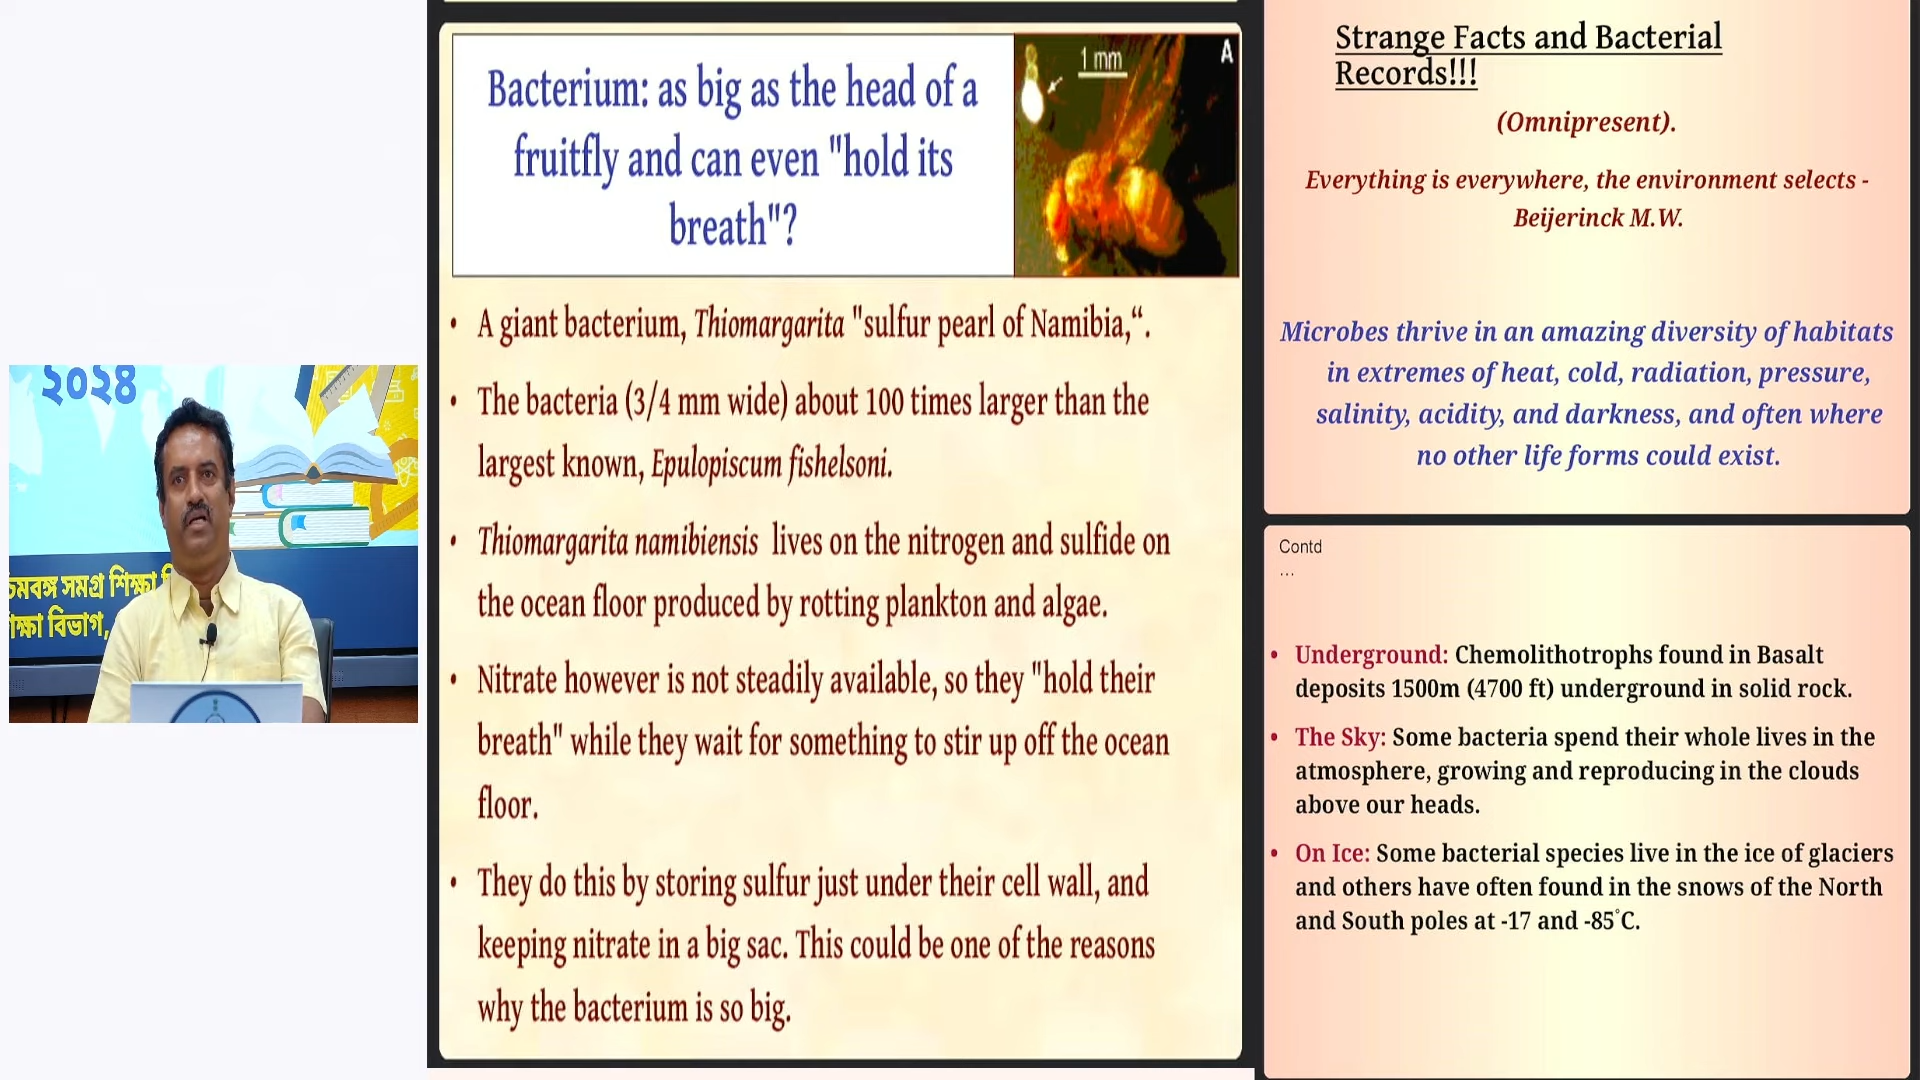 ২০২৪
চমবঙ্গ সমগ্র শিক্ষা
শিক্ষা বিভাগ,
Bacterium: as big as the head of a
fruitfly and can even "hold its
breath"?
1 mm
A
• A giant bacterium, Thiomargarita "sulfur pearl of Namibia,“.
• The bacteria (3/4 mm wide) about 100 times larger than the
largest known, Epulopiscum fishelsoni.
• Thiomargarita namibiensis lives on the nitrogen and sulfide on
the ocean floor produced by rotting plankton and algae.
• Nitrate however is not steadily available, so they "hold their
breath" while they wait for something to stir up off the ocean
floor.
• They do this by storing sulfur just under their cell wall, and
keeping nitrate in a big sac. This could be one of the reasons
why the bacterium is so big.
Strange Facts and Bacterial
Records!!!
(Omnipresent).
Everything is everywhere, the environment selects -
Beijerinck M.W.
Microbes thrive in an amazing diversity of habitats
in extremes of heat, cold, radiation, pressure,
salinity, acidity, and darkness, and often where
no other life forms could exist.
Contd
...
• Underground: Chemolithotrophs found in Basalt
deposits 1500m (4700 ft) underground in solid rock.
• The Sky: Some bacteria spend their whole lives in the
atmosphere, growing and reproducing in the clouds
above our heads.
• On Ice: Some bacterial species live in the ice of glaciers
and others have often found in the snows of the North
and South poles at -17 and -85°C.